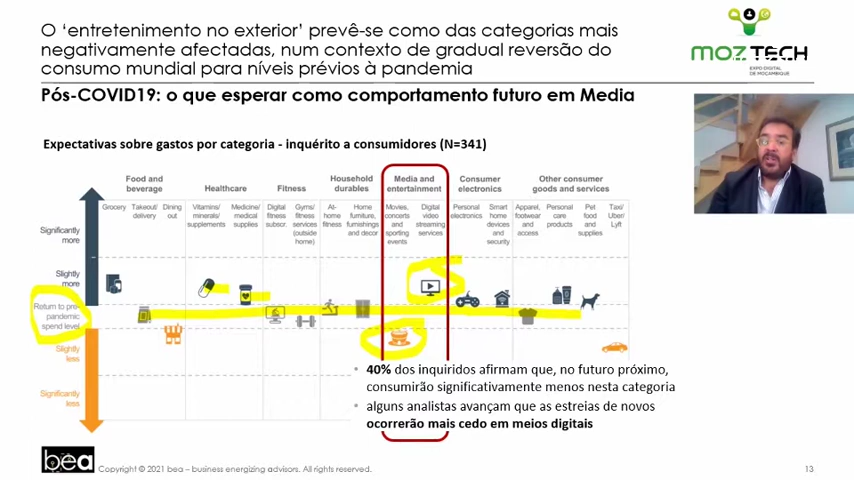 O ‘entretenimento no exterior’ prevê-se como das categorias mais
negativamente afectadas, num contexto de gradual reversão do
consumo mundial para níveis prévios à pandemia
MOZTECH
EXPO DIGITAL
DE MOÇAMBIQUE
Pós-COVID19: o que esperar como comportamento futuro em Media
Expectativas sobre gastos por categoria - inquérito a consumidores (N=341)
Food and
beverage
Healthcare
Fitness
Household
durables
Media and
entertainment
Consumer
electronics
Other consumer
goods and services
Grocery
Takeout/
delivery
Dining
out
Vitamins/
minerals/
supplements
Medicine/
medical
supplies
Digital
fitness
subscr.
Gyms/
fitness
services
(outside
home)
At-
home
fitness
Home
furniture,
furnishings
and decor
Movies,
concerts
and
sporting
events
Digital
video
streaming
services
Personal
electronics
Smart
home
devices
and
security
Apparel,
footwear
and
access
Personal
care
products
Pet
food
and
supplies
Taxi/
Uber/
Lyft
Significantly
more
Slightly
more
Return to pre-
pandemic
spend level
Slightly
less
Significantly
less
• 40% dos inquiridos afirmam que, no futuro próximo,
consumirão significativamente menos nesta categoria
• alguns analistas avançam que as estreias de novos
ocorrerão mais cedo em meios digitais
bea
Copyright © 2021 bea – business energizing advisors. All rights reserved.
13